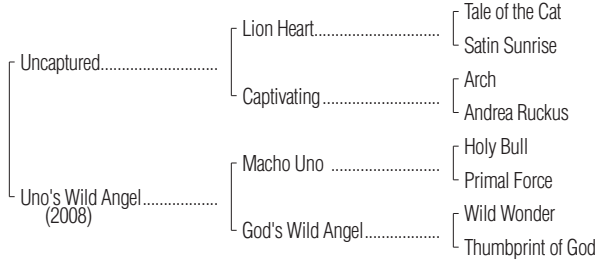 Tale of the Cat
Lion Heart
Satin Sunrise
Uncaptured
Arch
Captivating
Andrea Ruckus
Holy Bull
Macho Uno
Primal Force
Uno's Wild Angel
(2008)
Wild Wonder
God's Wild Angel
Thumbprint of God